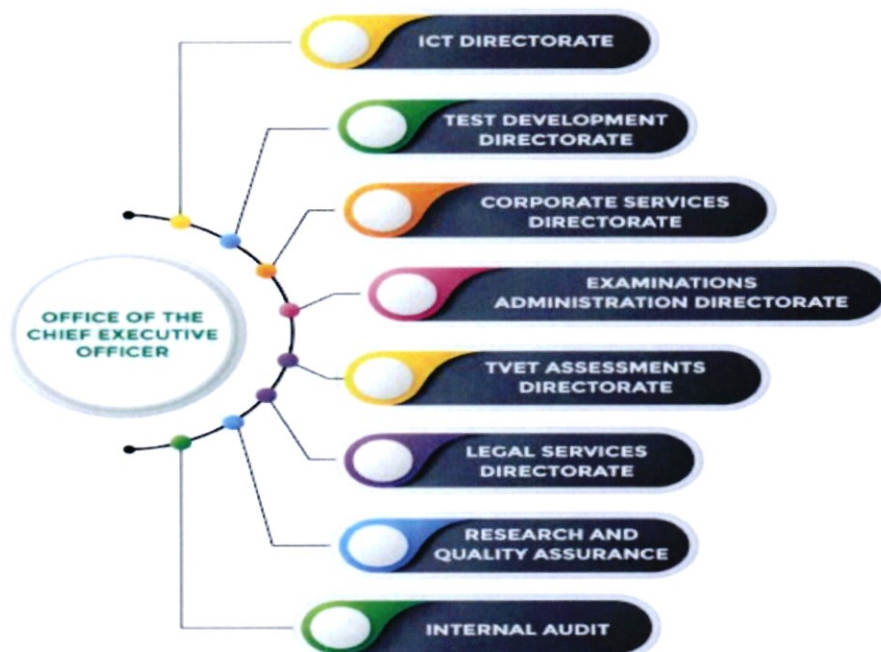 ICT DIRECTORATE
TEST DEVELOPMENT
DIRECTORATE
CORPORATE SERVICES
DIRECTORATE
EXAMINATIONS
ADMINISTRATION DIRECTORATE
OFFICE OF THE
CHIEF EXECUTIVE
OFFICER
TVET ASSESSMENTS
DIRECTORATE
LEGAL SERVICES
DIRECTORATE
RESEARCH AND
QUALITY ASSURANCE
INTERNAL AUDIT